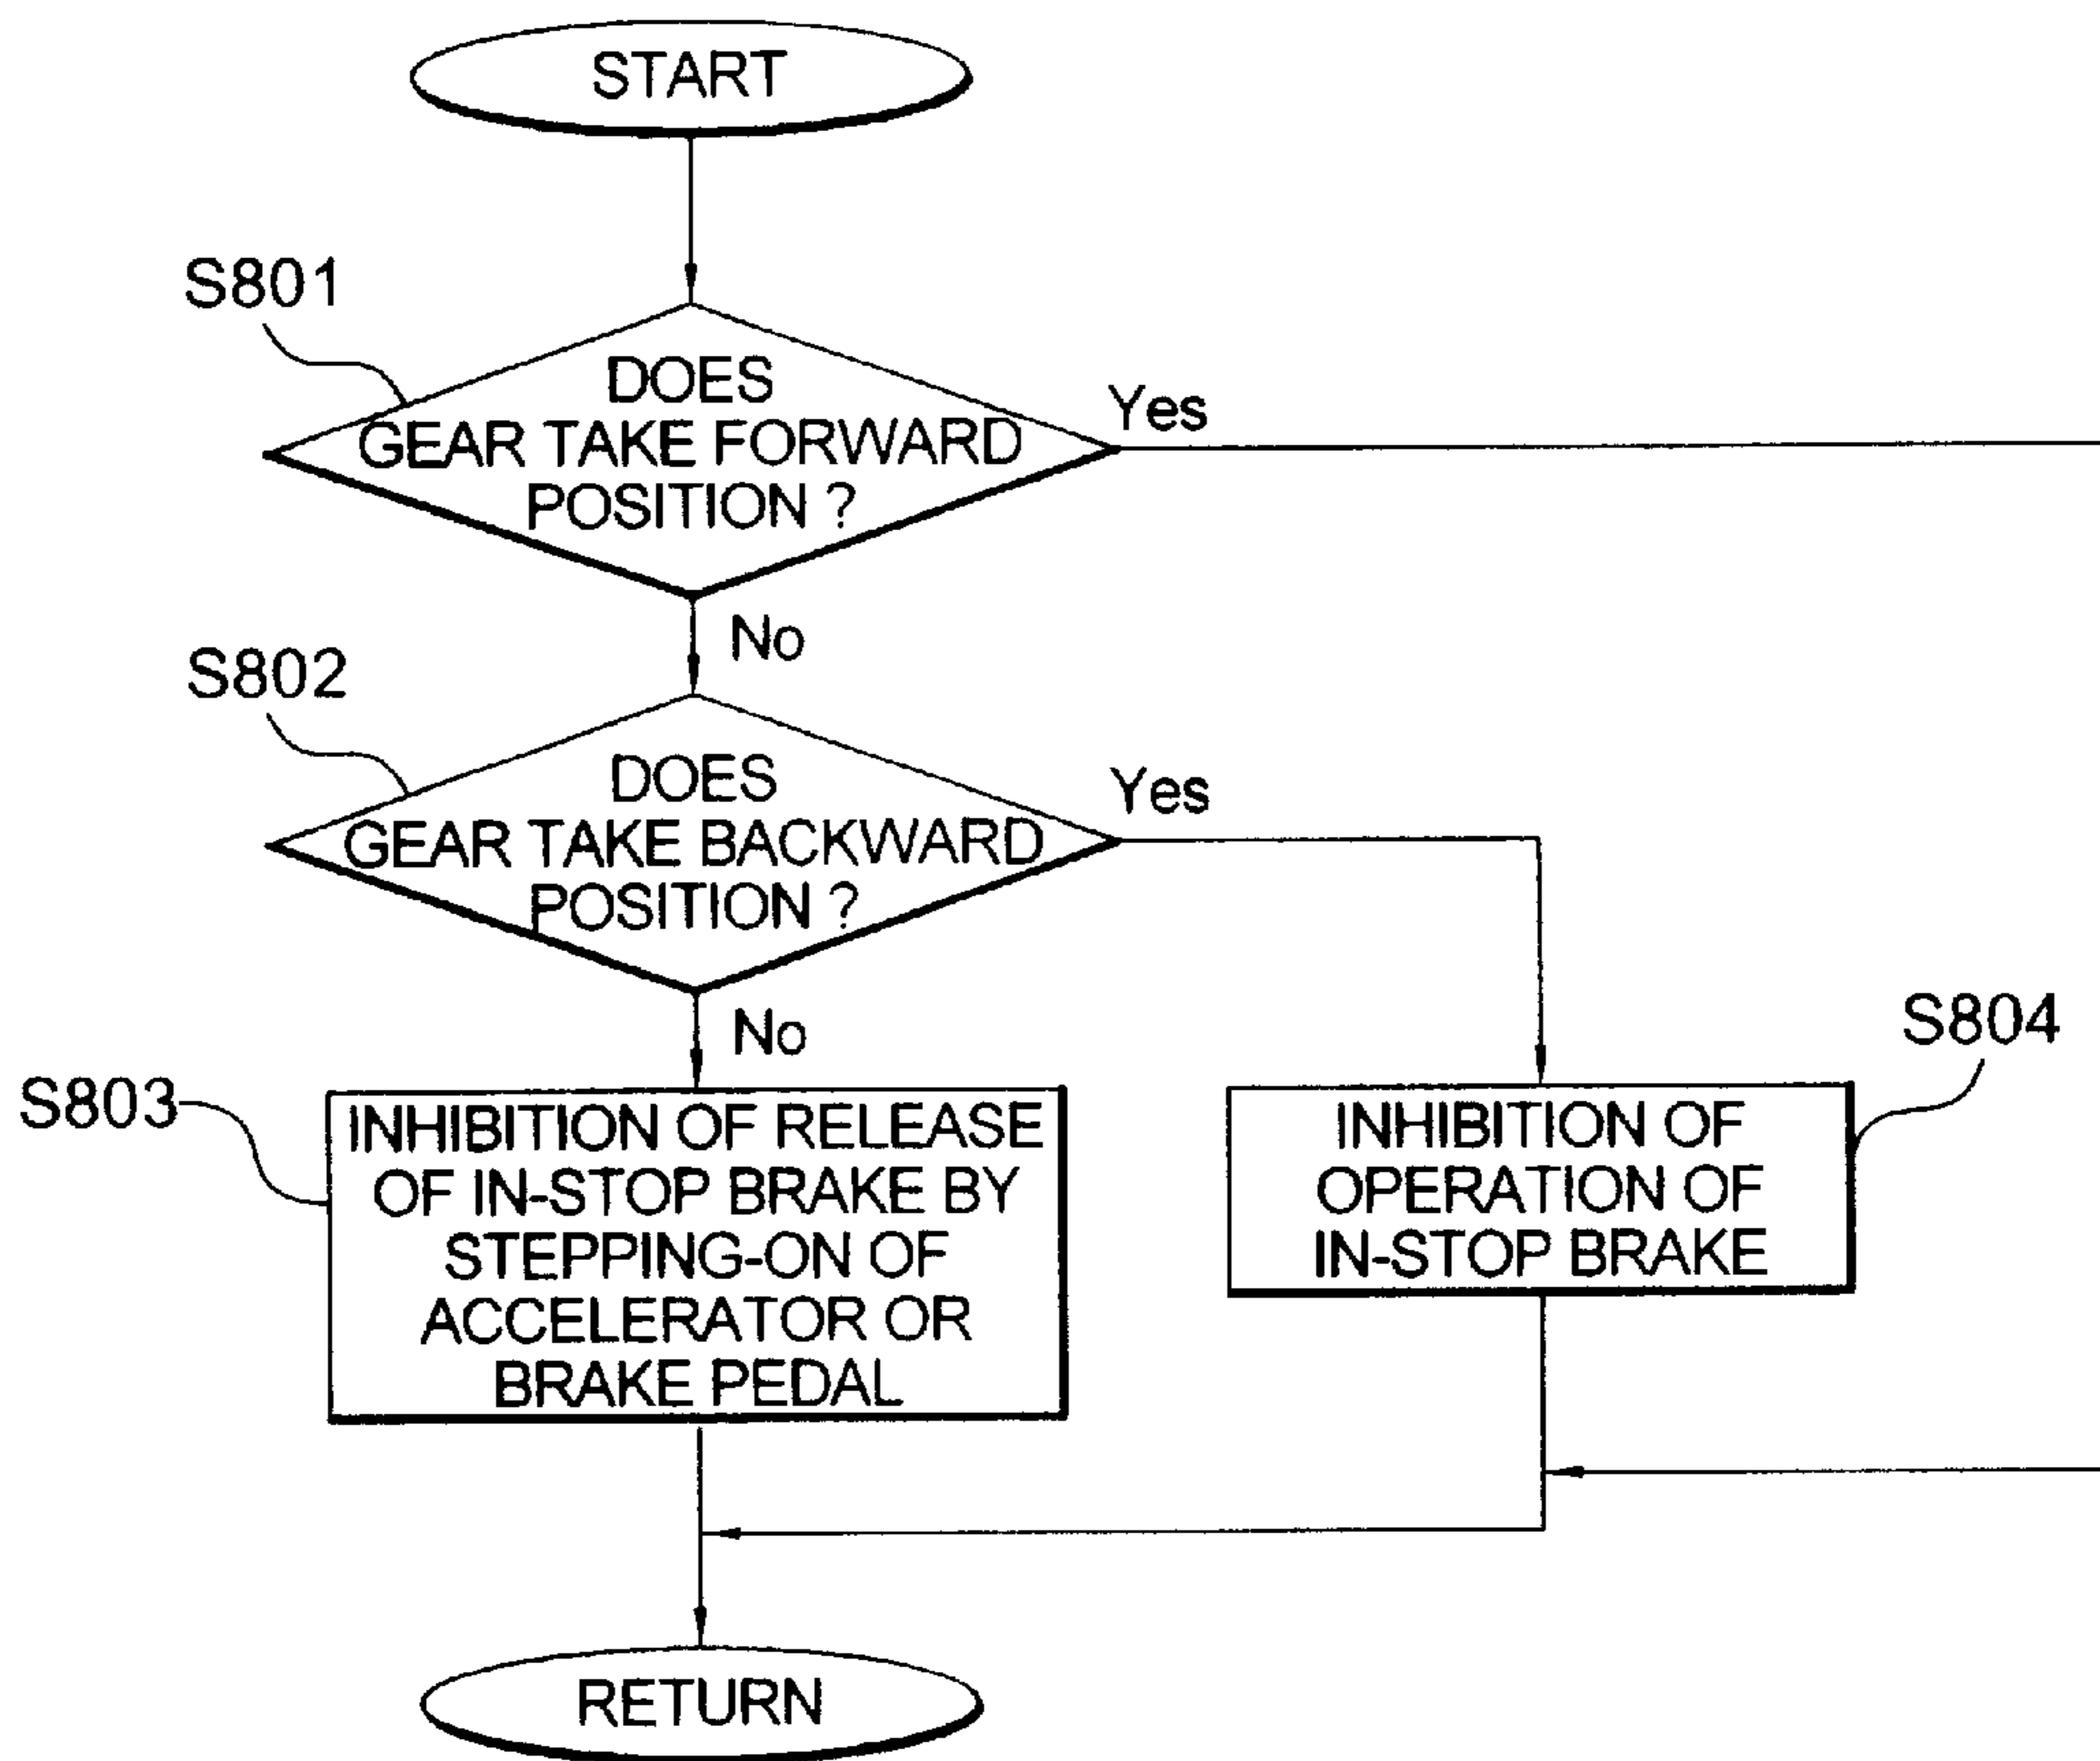 START
S801
DOES
GEAR TAKE FORWARD
POSITION ?
Yes
No
S802
DOES
GEAR TAKE BACKWARD
POSITION ?
Yes
No
S803
INHIBITION OF RELEASE
OF IN-STOP BRAKE BY
STEPPING-ON OF
ACCELERATOR OR
BRAKE PEDAL
S804
INHIBITION OF
OPERATION OF
IN-STOP BRAKE
RETURN